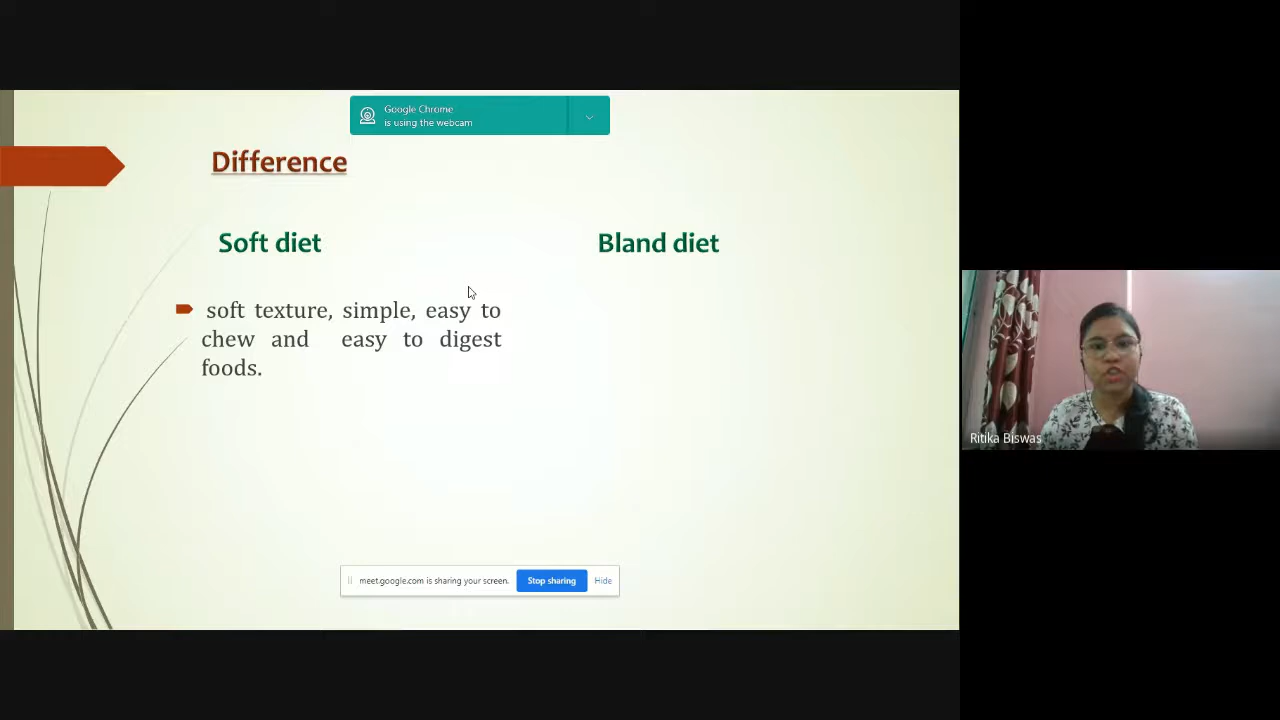 Google Chrome
is using the webcam
Difference
Soft diet
Bland diet
soft texture, simple, easy to
chew and easy to digest
foods.
Ritika Biswas
meet.google.com is sharing your screen.
Stop sharing
Hide